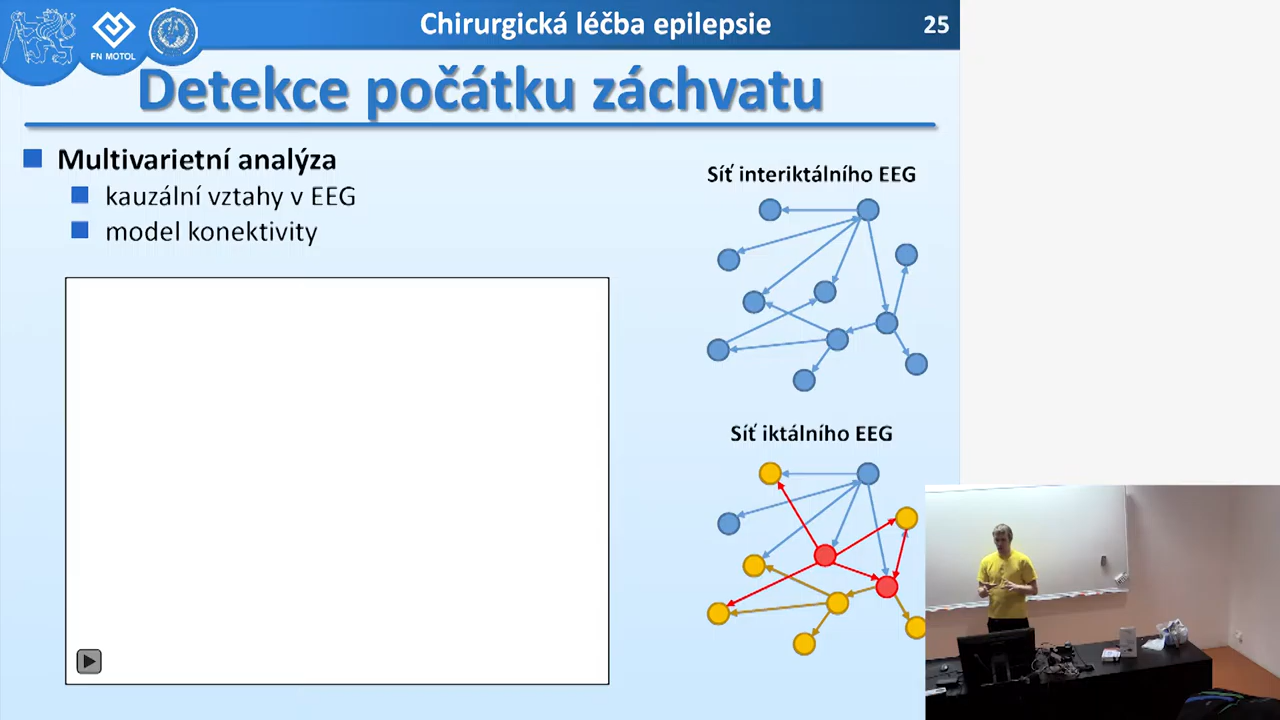 Chirurgická léčba epilepsie
25
FN MOTOL
Detekce počátku záchvatu
Multivarietní analýza
kauzální vztahy v EEG
model konektivity
Síť interiktálního EEG
Síť iktálního EEG